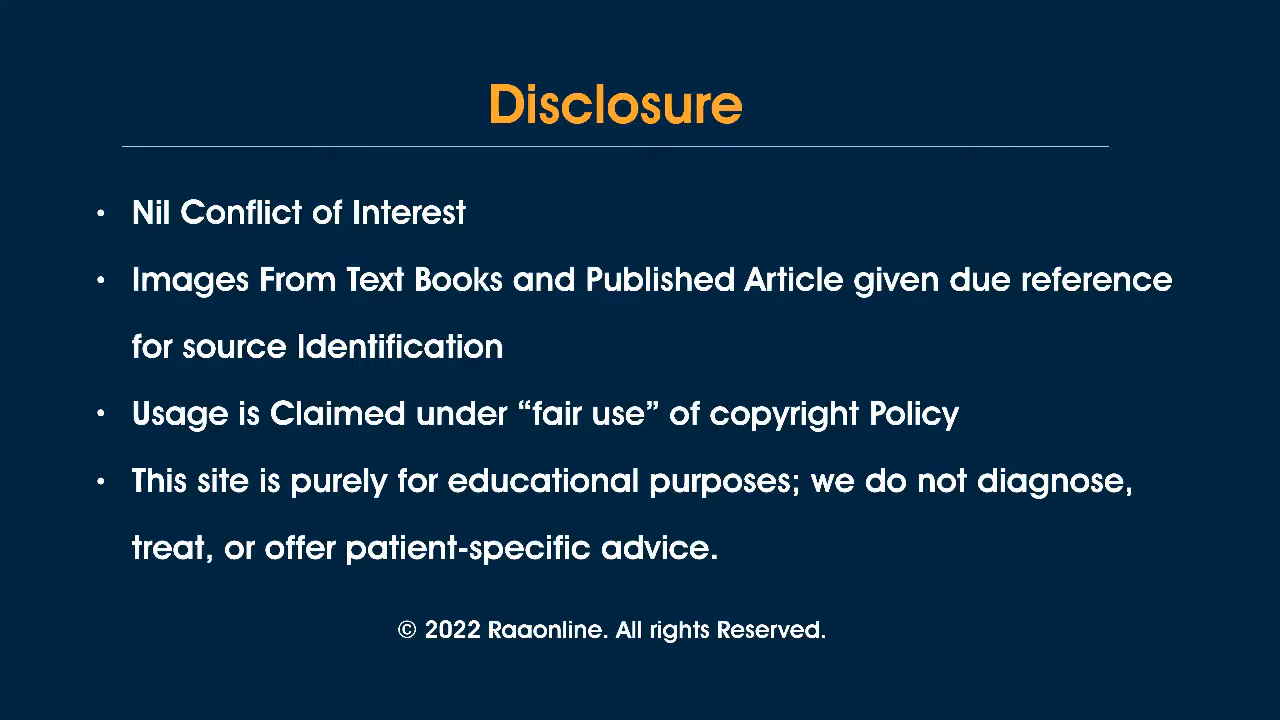 Disclosure
• Nil Conflict of Interest
• Images From Text Books and Published Article given due reference
for source Identification
• Usage is Claimed under “fair use” of copyright Policy
• This site is purely for educational purposes; we do not diagnose,
treat, or offer patient-specific advice.
© 2022 Raaonline. All rights Reserved.